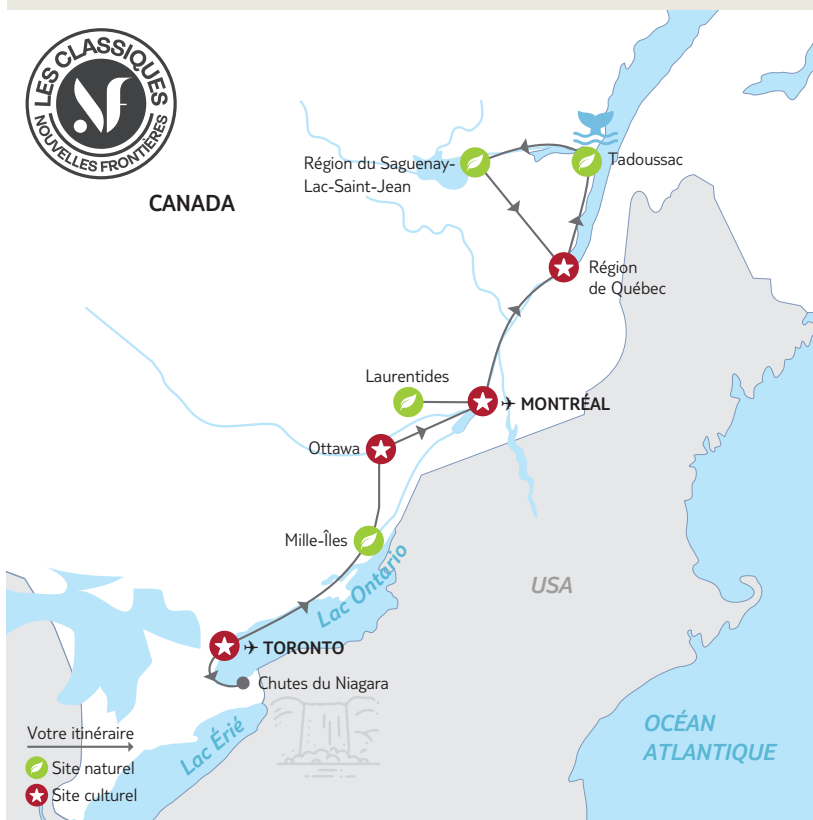 LES CLASSIQUES
NF
NOUVELLES FRONTIÈRES
CANADA
Région du Saguenay-
Lac-Saint-Jean
Tadoussac
Région
de Québec
Laurentides
MONTRÉAL
Ottawa
Mille-Îles
Lac Ontario
USA
TORONTO
Chutes du Niagara
Lac Érié
OCÉAN
ATLANTIQUE
Votre itinéraire
Site naturel
Site culturel